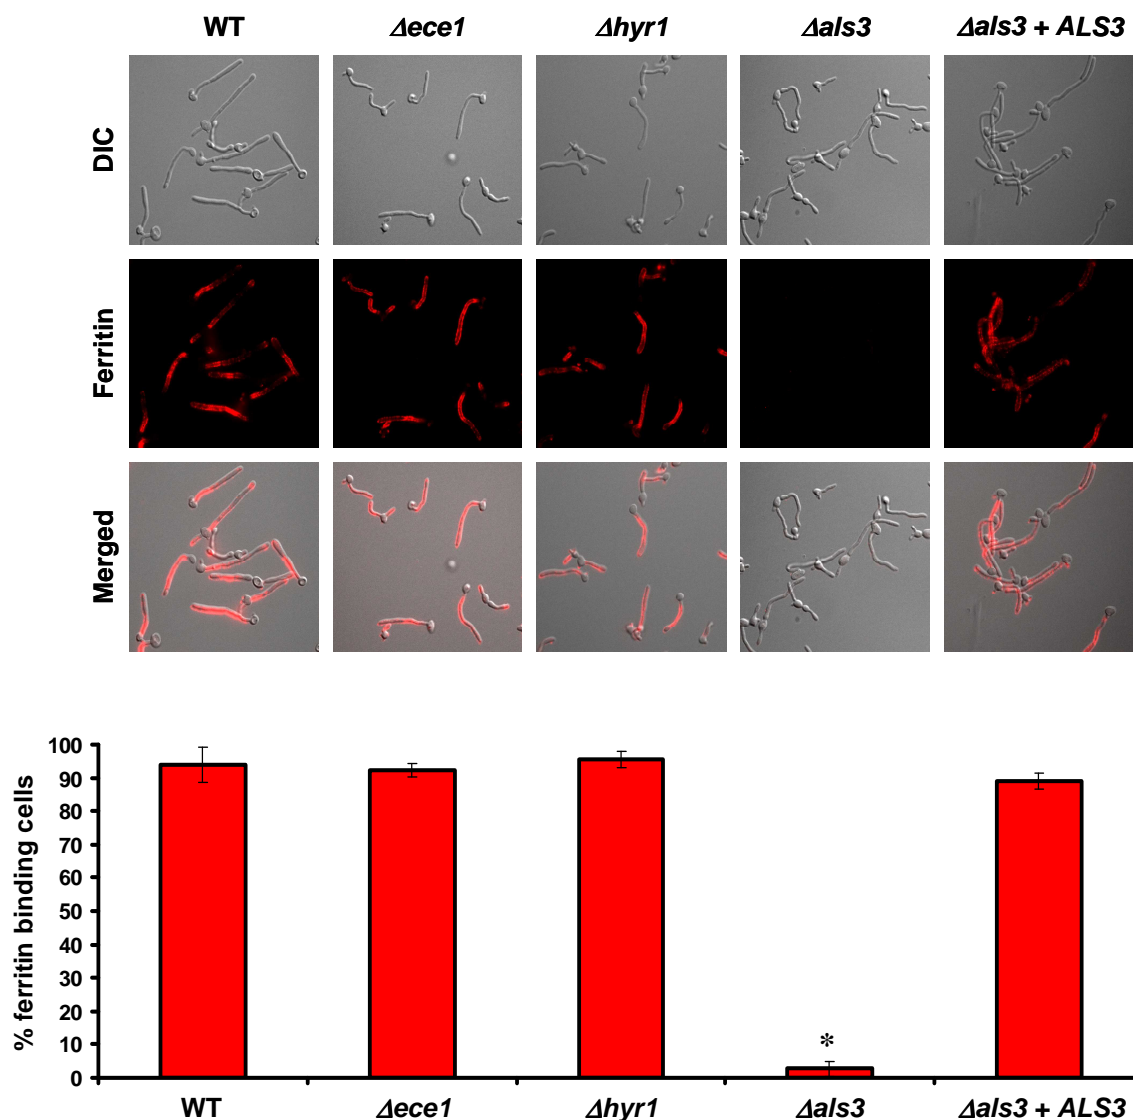 WT Δece1 Δhyr1 Δals3 Δals3 + ALS3
DIC
Ferritin
Merged
% ferritin binding cells
100
90
80
70
60
50
40
30
20
10
0
*
WT Δece1 Δhyr1 Δals3 Δals3 + ALS3